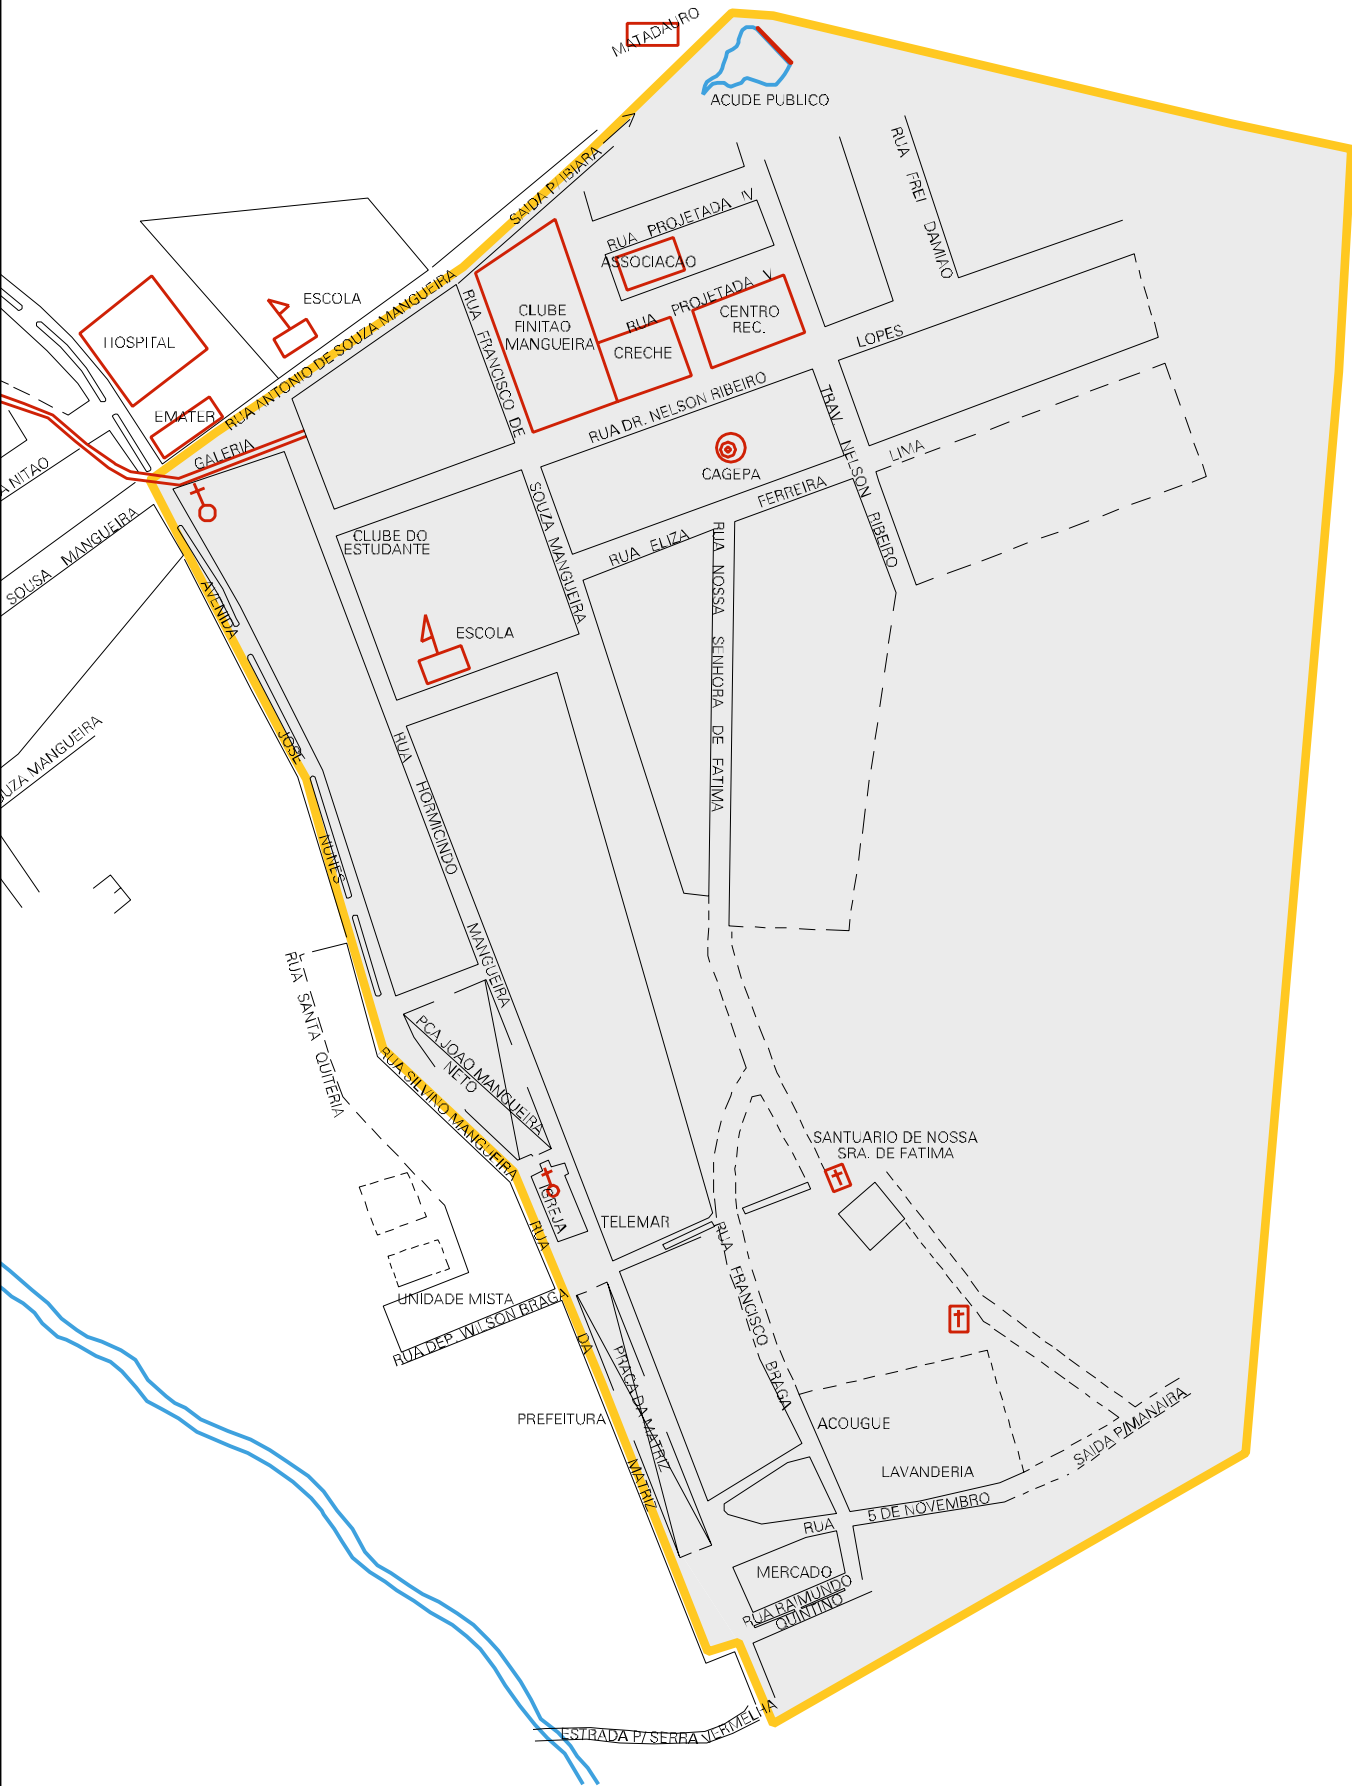 MATADAURO
ACUDE PUBLICO
RUA FREI DAMIAO
SAIDA P/ IBIARA
RUA PROJETADA IV
ASSOCIACAO
RUA PROJETADA V
CENTRO
REC.
CLUBE
FINITAO
MANGUEIRA
CRECHE
ESCOLA
HOSPITAL
EMATER
RUA ANTONIO DE SOUZA MANGUEIRA
GALERIA
RUA FRANCISCO DE SOUZA MANGUEIRA
LOPES
RUA DR. NELSON RIBEIRO
TRAV. NELSON RIBEIRO
CAGEPA
LIMA
FERREIRA
RUA ELIZA
A NITAO
SOUSA MANGUEIRA
CLUBE DO
ESTUDANTE
ESCOLA
RUA NOSSA SENHORA DE FATIMA
AVENIDA JOSE NUNES
UZA MANGUEIRA
RUA HORMICINDO MANGUEIRA
RUA SANTA QUITERIA
PCA JOAO MANGUEIRA
NETO
RUA SILVINO MANGUEIRA
SANTUARIO DE NOSSA
SRA. DE FATIMA
IGREJA
TELEMAR
RUA DA MATRIZ
RUA FRANCISCO BRAGA
UNIDADE MISTA
RUA DEP. WILSON BRAGA
PRACA DA MATRIZ
PREFEITURA
ACOUGUE
LAVANDERIA
SAIDA P/MANAIRA
RUA 5 DE NOVEMBRO
MERCADO
RUA RAIMUNDO
QUINTINO
ESTRADA P/ SERRA VERMELHA